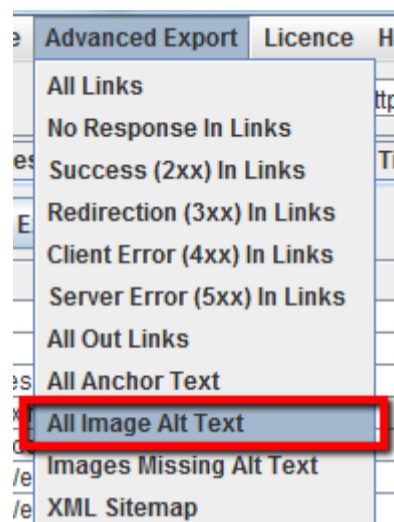 Advanced Export Licence
All Links
No Response In Links
Success (2xx) In Links
Redirection (3xx) In Links
Client Error (4xx) In Links
Server Error (5xx) In Links
All Out Links
All Anchor Text
All Image Alt Text
Images Missing Alt Text
XML Sitemap